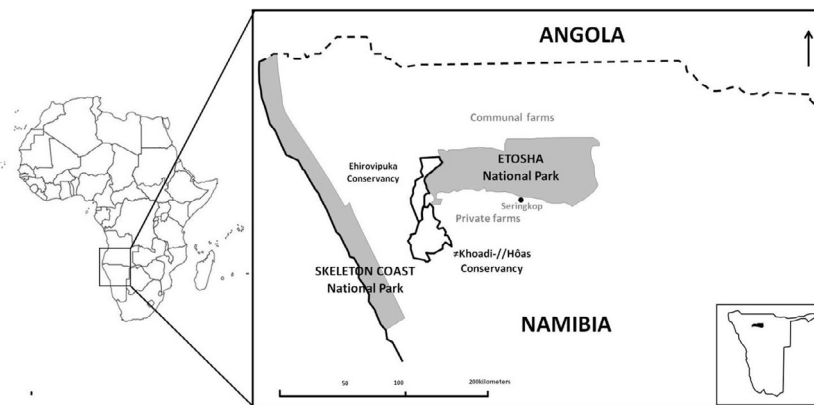 ANGOLA
Communal farms
Ehirovipuka
Conservancy
ETOSHA
National Park
Seringkop
Private farms
≠Khoadi-//Hôas
Conservancy
SKELETON COAST
National Park
NAMIBIA
50 100 200kilometers